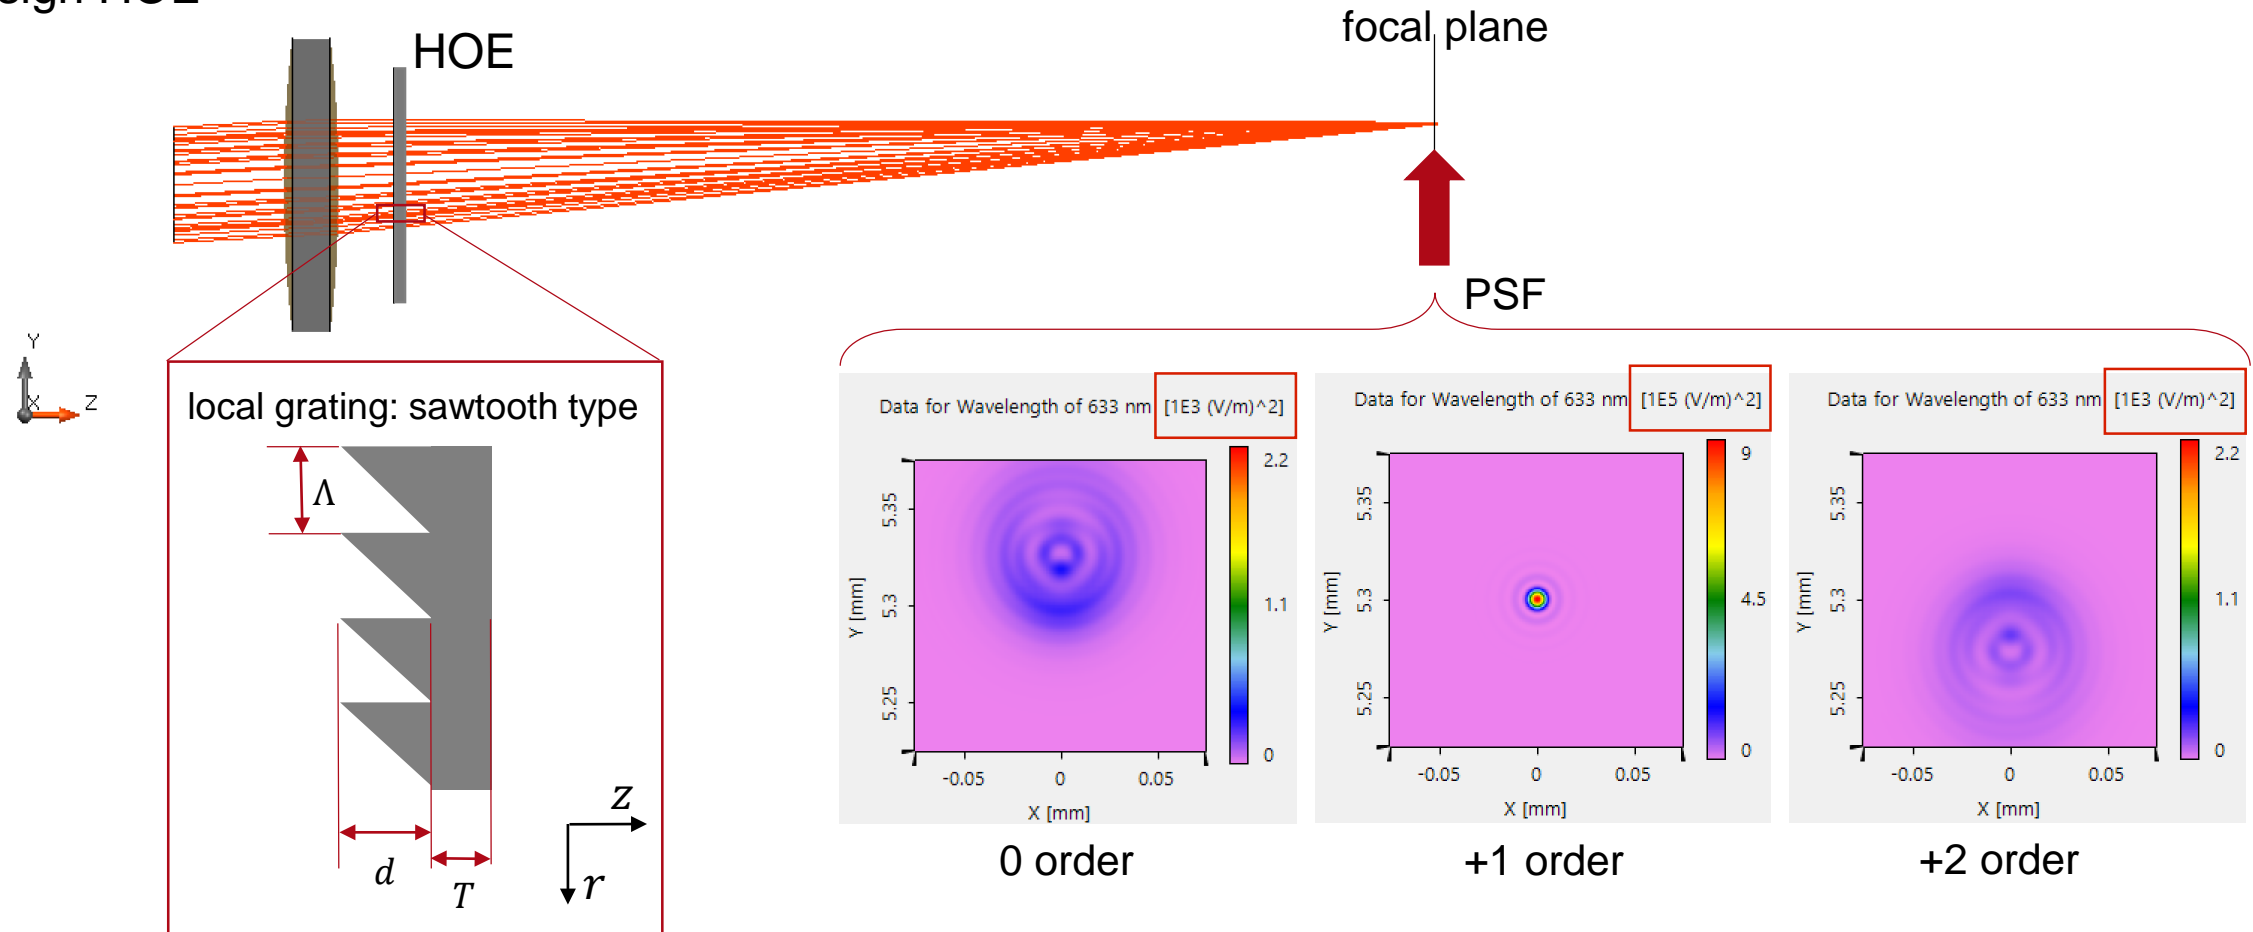 HOE
focal plane
PSF
Y
X
Z
local grating: sawtooth type
Λ
d
T
z
r
Data for Wavelength of 633 nm [1E3 (V/m)^2]
2.2
1.1
0
Y [mm]
5.35
5.3
5.25
-0.05 0 0.05
X [mm]
0 order
Data for Wavelength of 633 nm [1E5 (V/m)^2]
9
4.5
0
Y [mm]
5.35
5.3
5.25
-0.05 0 0.05
X [mm]
+1 order
Data for Wavelength of 633 nm [1E3 (V/m)^2]
2.2
1.1
0
Y [mm]
5.35
5.3
5.25
-0.05 0 0.05
X [mm]
+2 order